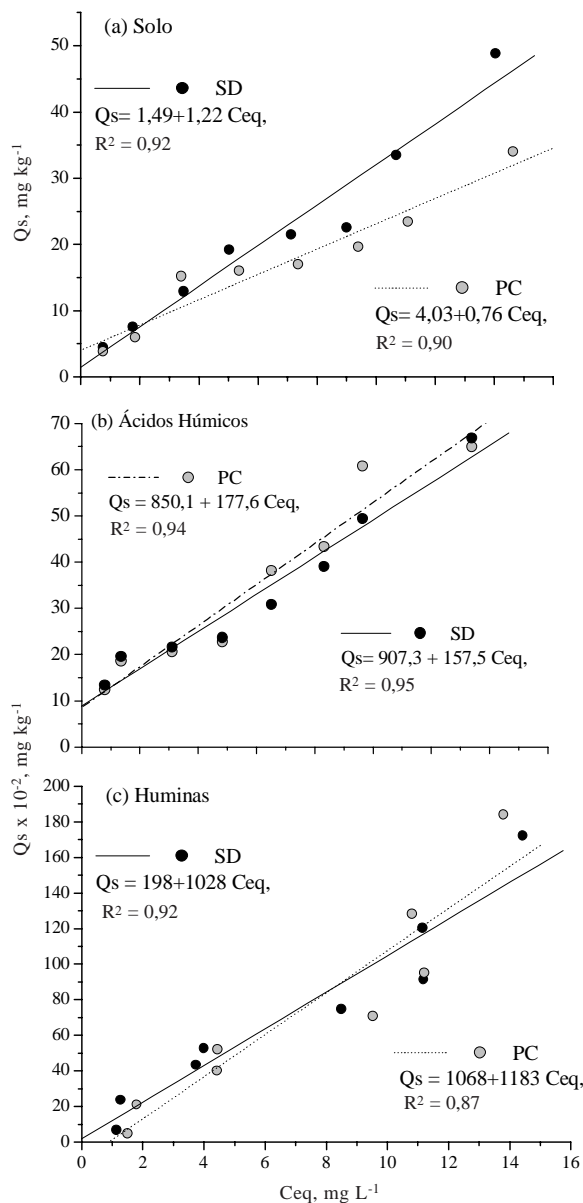 (a) Solo
50
40
30
20
10
0
Qs, mg kg-1
SD
Qs= 1,49+1,22 Ceq,
R2 = 0,92
PC
Qs= 4,03+0,76 Ceq,
R2 = 0,90
(b) Ácidos Húmicos
70
60
50
40
30
20
10
0
PC
Qs = 850,1 + 177,6 Ceq,
R2 = 0,94
SD
Qs= 907,3 + 157,5 Ceq,
R2 = 0,95
Qs x 10-2, mg kg-1
(c) Huminas
200
180
160
140
120
100
80
60
40
20
0
SD
Qs = 198+1028 Ceq,
R2 = 0,92
PC
Qs = 1068+1183 Ceq,
R2 = 0,87
0 2 4 6 8 10 12 14 16
Ceq, mg L-1